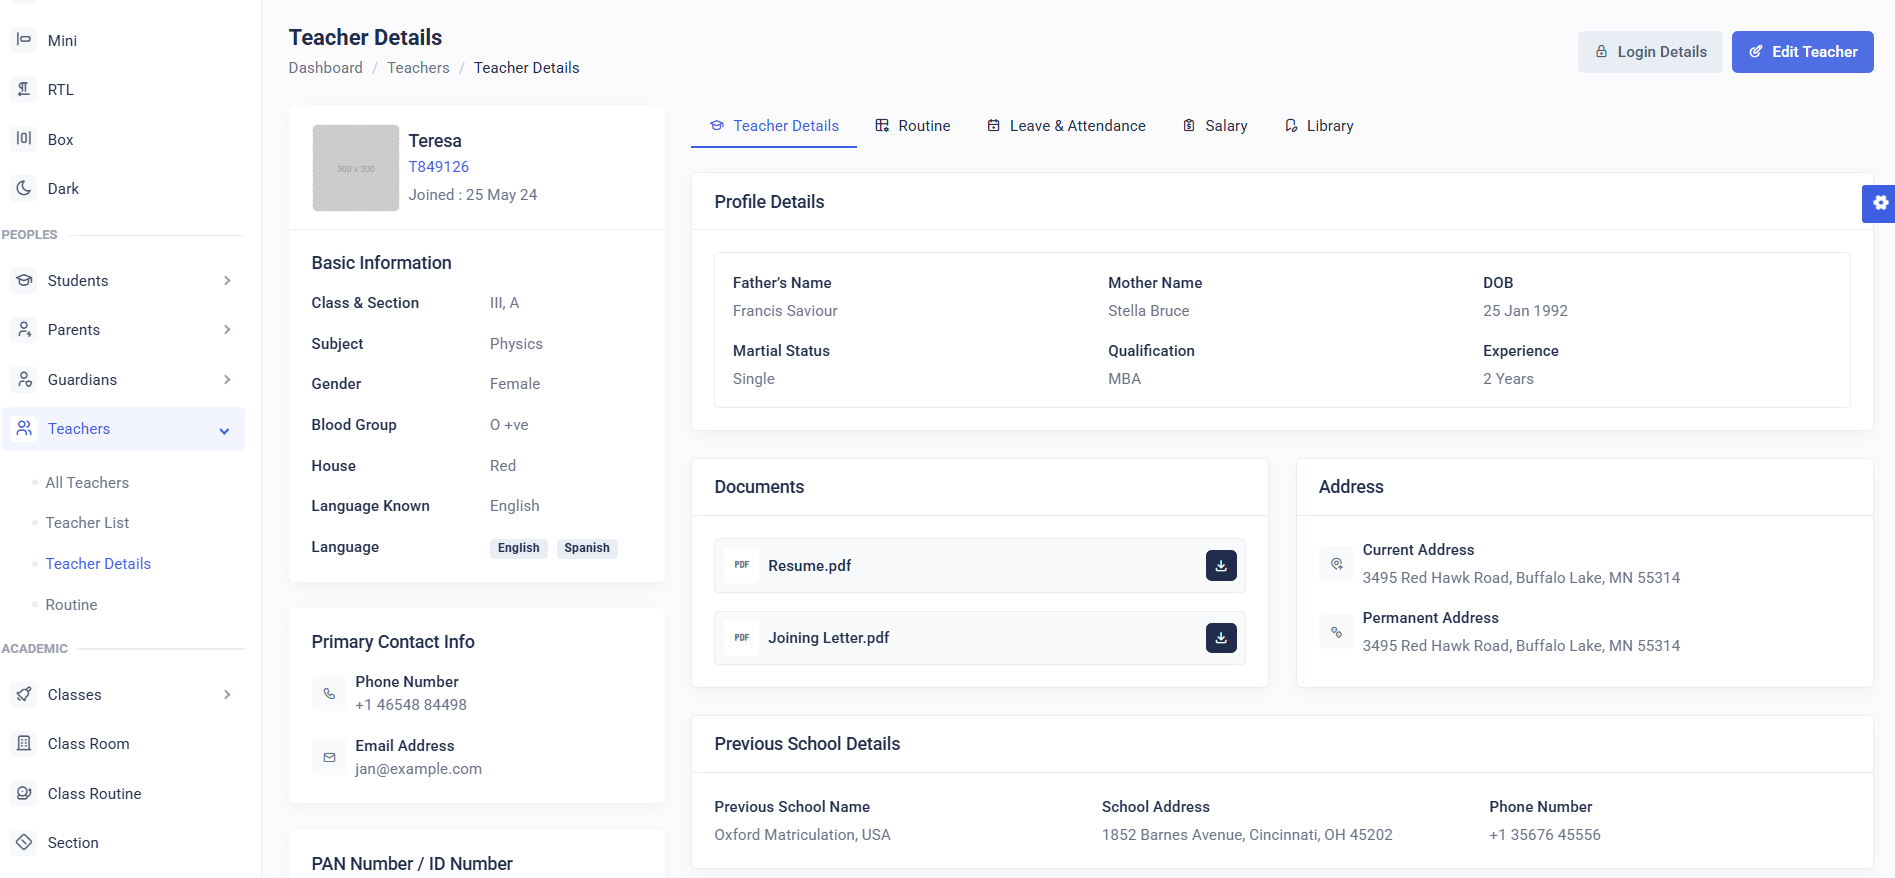 Mini
RTL
Box
Dark
PEOPLES
Students
Parents
Guardians
Teachers
All Teachers
Teacher List
Teacher Details
Routine
ACADEMIC
Classes
Class Room
Class Routine
Section
Teacher Details
Dashboard / Teachers / Teacher Details
Login Details
Edit Teacher
300 x 300
Teresa
T849126
Joined : 25 May 24
Basic Information
Class & Section III, A
Subject Physics
Gender Female
Blood Group O +ve
House Red
Language Known English
Language English Spanish
Primary Contact Info
Phone Number
+1 46548 84498
Email Address
jan@example.com
PAN Number / ID Number
Teacher Details Routine Leave & Attendance Salary Library
Profile Details
Father's Name Mother Name DOB
Francis Saviour Stella Bruce 25 Jan 1992
Martial Status Qualification Experience
Single MBA 2 Years
Documents
PDF Resume.pdf
PDF Joining Letter.pdf
Address
Current Address
3495 Red Hawk Road, Buffalo Lake, MN 55314
Permanent Address
3495 Red Hawk Road, Buffalo Lake, MN 55314
Previous School Details
Previous School Name School Address Phone Number
Oxford Matriculation, USA 1852 Barnes Avenue, Cincinnati, OH 45202 +1 35676 45556